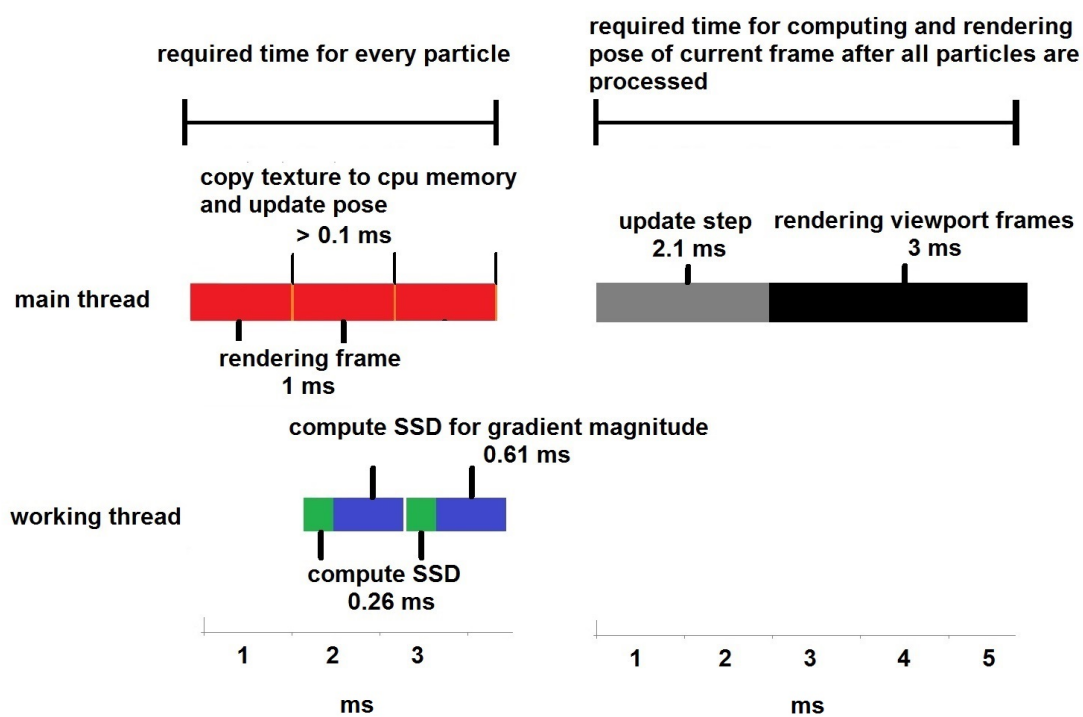 required time for every particle
required time for computing and rendering
pose of current frame after all particles are
processed
copy texture to cpu memory
and update pose
> 0.1 ms
update step
2.1 ms
rendering viewport frames
3 ms
main thread
rendering frame
1 ms
compute SSD for gradient magnitude
0.61 ms
working thread
compute SSD
0.26 ms
1 2 3
ms
1 2 3 4 5
ms